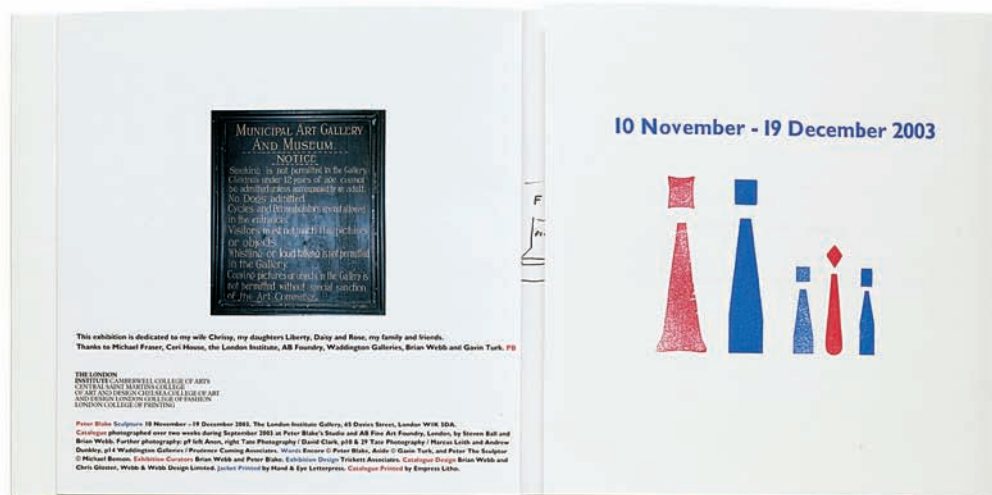 MUNICIPAL ART GALLERY
AND MUSEUM.
NOTICE
Smoking is not permitted in the Gallery.
Children under 12 years of age cannot
be admitted unless accompanied by an adult.
No Dogs admitted.
Cycles and Perambulators are not allowed
in the entrance.
Visitors must not touch the pictures
or objects.
Whistling or loud talking is not permitted
in the Gallery.
Copying pictures or objects in the Gallery is
not permitted without special sanction
of the Art Committee.
This exhibition is dedicated to my wife Chrissy, my daughters Liberty, Daisy and Rose, my family and friends.
Thanks to Michael Fraser, Ceri House, the London Institute, AB Foundry, Waddington Galleries, Brian Webb and Gavin Turk. PB
THE LONDON
INSTITUTE CAMBERWELL COLLEGE OF ARTS
CENTRAL SAINT MARTINS COLLEGE
OF ART AND DESIGN CHELSEA COLLEGE OF ART
AND DESIGN LONDON COLLEGE OF FASHION
LONDON COLLEGE OF PRINTING
Peter Blake Sculpture 10 November – 19 December 2003. The London Institute Gallery, 65 Davies Street, London W1K 5DA.
Catalogue photographed over two weeks during September 2003 at Peter Blake's Studio and AB Fine Art Foundry, London, by Steven Ball and
Brian Webb. Further photography: p9 left Anon, right Tate Photography / David Clark, p18 & 29 Tate Photography / Marcus Leith and Andrew
Dunkley, p14 Waddington Galleries / Prudence Cuming Associates. Words Encore © Peter Blake, Aside © Gavin Turk, and Peter The Sculptor
© Michael Bomon. Exhibition Curators Brian Webb and Peter Blake. Exhibition Design Trickett Associates. Catalogue Design Brian Webb and
Chris Gloster, Webb & Webb Design Limited. Jacket Printed by Hand & Eye Letterpress. Catalogue Printed by Empress Litho.
F
10 November - 19 December 2003